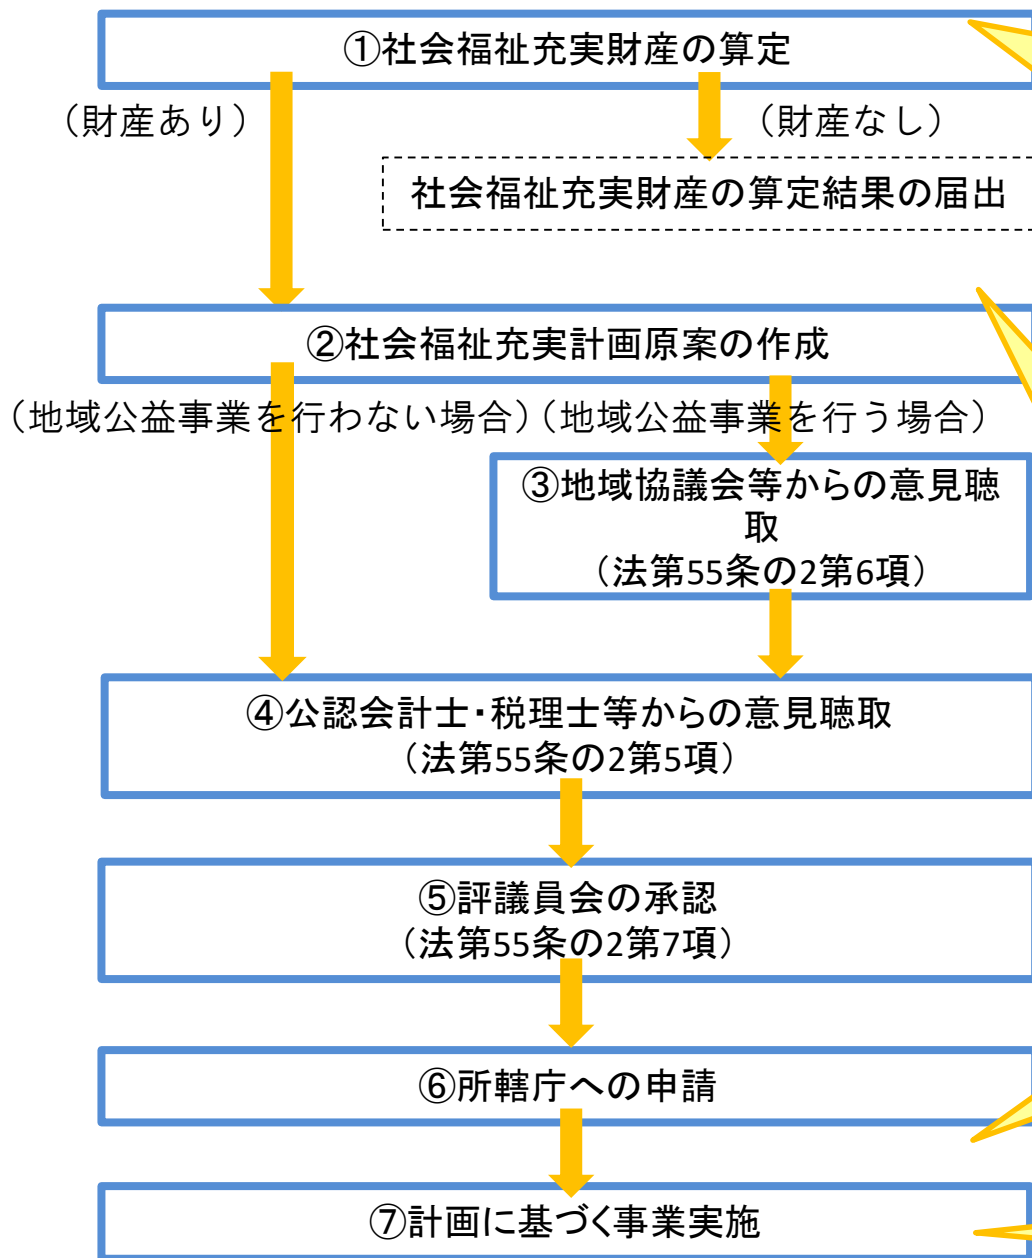 ①社会福祉充実財産の算定
（財産あり）
（財産なし）
社会福祉充実財産の算定結果の届出
②社会福祉充実計画原案の作成
（地域公益事業を行わない場合）
（地域公益事業を行う場合）
③地域協議会等からの意見聴
取
（法第55条の2第6項）
④公認会計士・税理士等からの意見聴取
（法第55条の2第5項）
⑤評議員会の承認
（法第55条の2第7項）
⑥所轄庁への申請
⑦計画に基づく事業実施